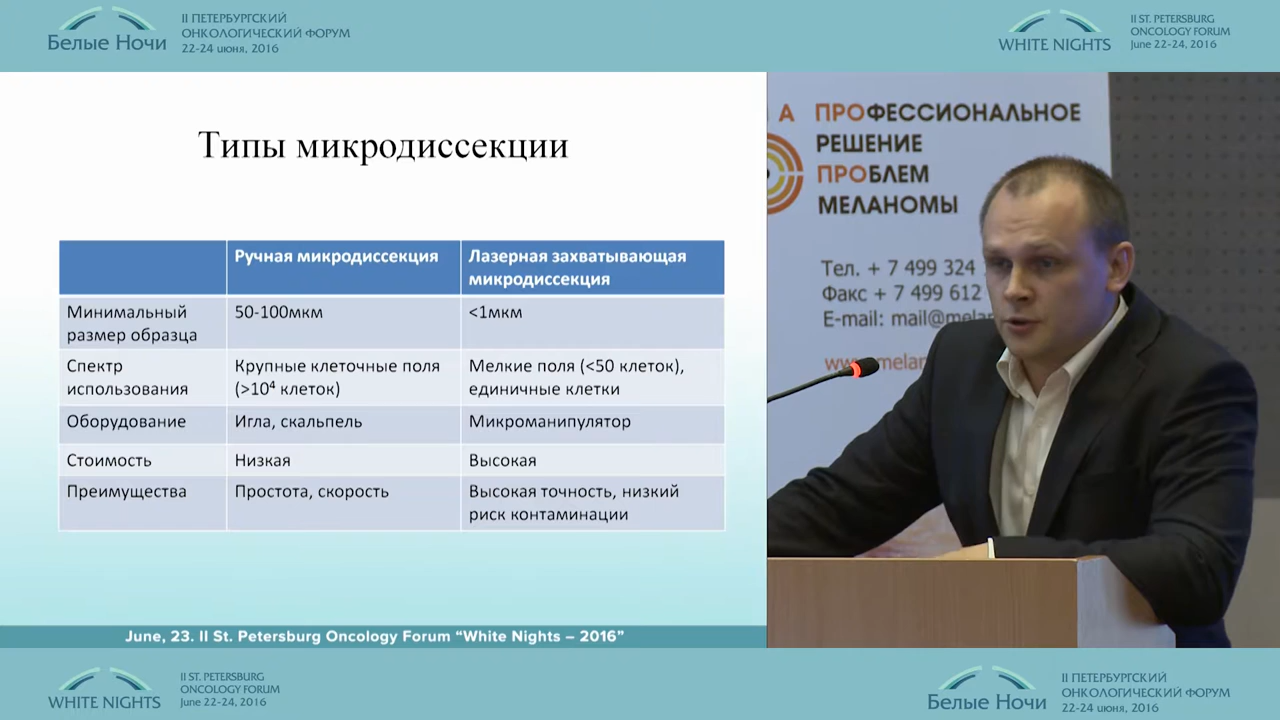 Белые Ночи
II ПЕТЕРБУРГСКИЙ
ОНКОЛОГИЧЕСКИЙ ФОРУМ
22-24 июня, 2016
WHITE NIGHTS
II ST. PETERSBURG
ONCOLOGY FORUM
June 22-24, 2016
Типы микродиссекции
Ручная микродиссекция
Лазерная захватывающая
микродиссекция
Минимальный
размер образца
50-100мкм
<1мкм
Спектр
использования
Крупные клеточные поля
(>10⁴ клеток)
Мелкие поля (<50 клеток),
единичные клетки
Оборудование
Игла, скальпель
Микроманипулятор
Стоимость
Низкая
Высокая
Преимущества
Простота, скорость
Высокая точность, низкий
риск контаминации
June, 23. II St. Petersburg Oncology Forum “White Nights – 2016”
А ПРОФЕССИОНАЛЬНОЕ
РЕШЕНИЕ
ПРОБЛЕМ
МЕЛАНОМЫ
Тел. + 7 499 324
Факс + 7 499 612
E-mail: mail@melan
WHITE NIGHTS
II ST. PETERSBURG
ONCOLOGY FORUM
June 22-24, 2016
Белые Ночи
II ПЕТЕРБУРГСКИЙ
ОНКОЛОГИЧЕСКИЙ ФОРУМ
22-24 июня, 2016